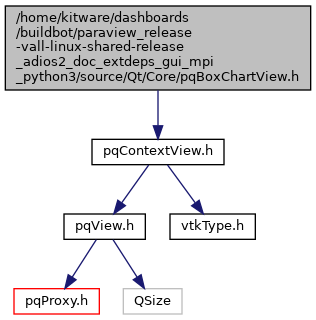 /home/kitware/dashboards
/buildbot/paraview_release
-vall-linux-shared-release
_adios2_doc_extdeps_gui_mpi
_python3/source/Qt/Core/pqBoxChartView.h
pqContextView.h
pqView.h
vtkType.h
pqProxy.h
QSize